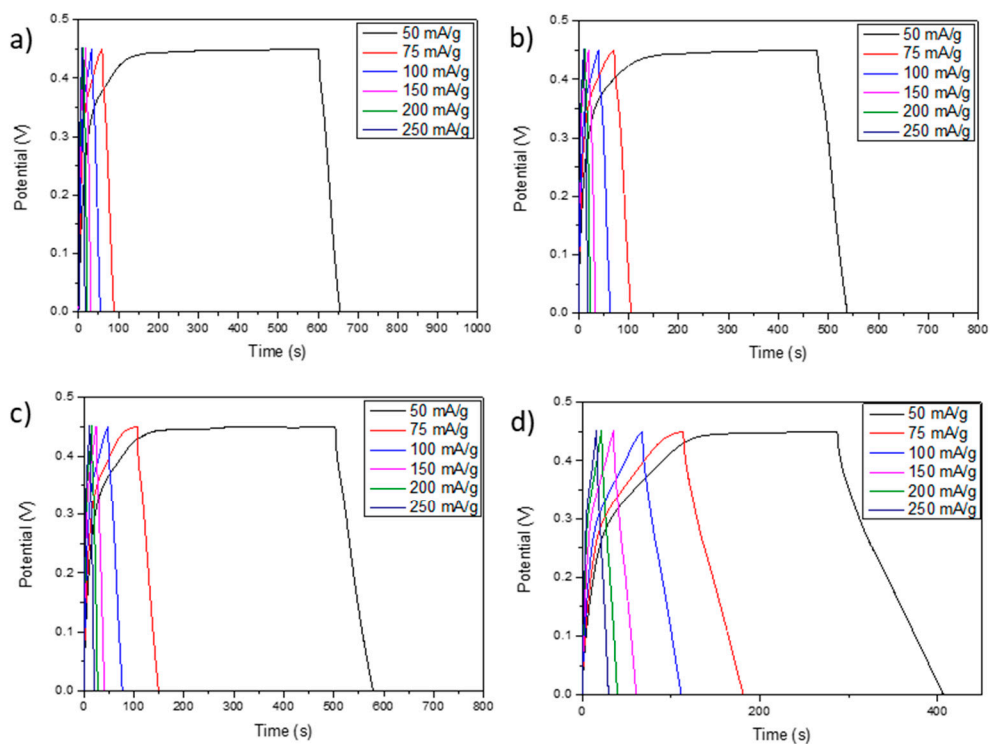 a)
0.5
0.4
0.3
0.2
0.1
0.0
Potential (V)
0 100 200 300 400 500 600 700 800 900 1000
Time (s)
50 mA/g
75 mA/g
100 mA/g
150 mA/g
200 mA/g
250 mA/g
b)
0.5
0.4
0.3
0.2
0.1
0.0
Potential (V)
0 100 200 300 400 500 600 700 800
Time (s)
50 mA/g
75 mA/g
100 mA/g
150 mA/g
200 mA/g
250 mA/g
c)
0.5
0.4
0.3
0.2
0.1
0.0
Potential (V)
0 100 200 300 400 500 600 700 800
Time (s)
50 mA/g
75 mA/g
100 mA/g
150 mA/g
200 mA/g
250 mA/g
d)
0.5
0.4
0.3
0.2
0.1
0.0
Potential (V)
0 200 400
Time (s)
50 mA/g
75 mA/g
100 mA/g
150 mA/g
200 mA/g
250 mA/g